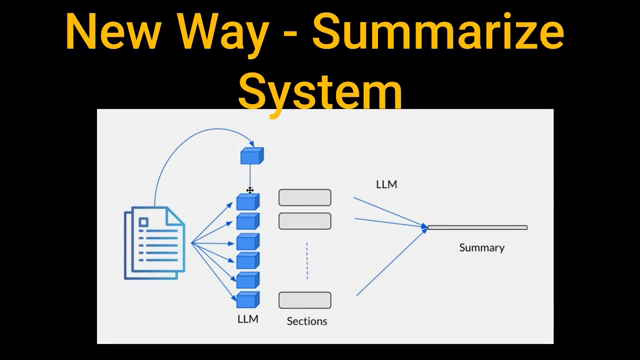 New Way - Summarize
System
LLM
Summary
LLM
Sections